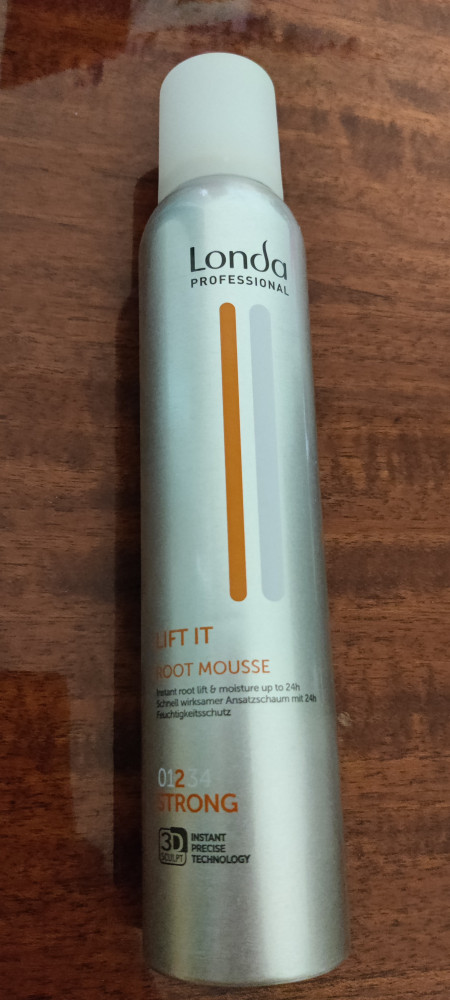 Londa
PROFESSIONAL
LIFT IT
ROOT MOUSSE
Instant root lift & moisture up to 24h
Schnell wirksamer Ansatzschaum mit 24h
Feuchtigkeitsschutz
01234
STRONG
3D
SCULPT
INSTANT
PRECISE
TECHNOLOGY